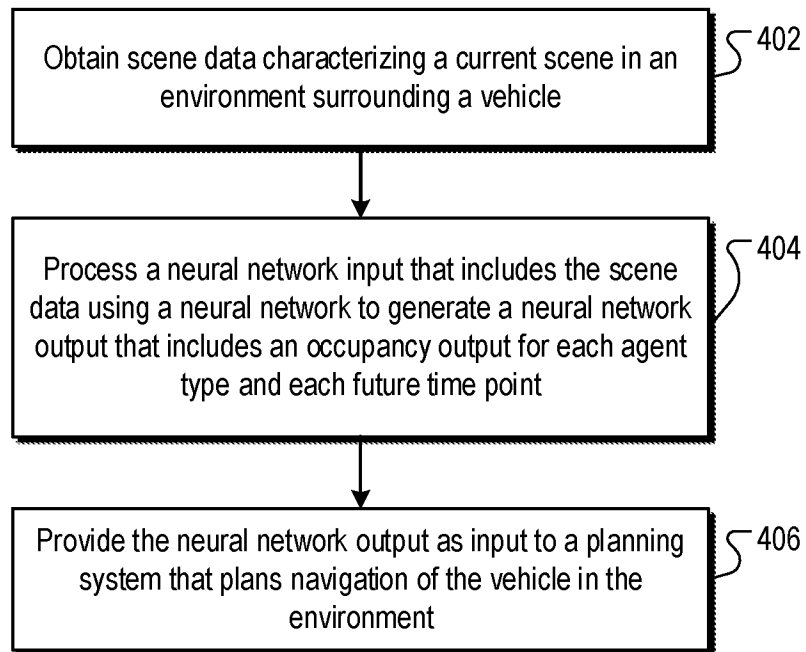 Obtain scene data characterizing a current scene in an
environment surrounding a vehicle
402
Process a neural network input that includes the scene
data using a neural network to generate a neural network
output that includes an occupancy output for each agent
type and each future time point
404
Provide the neural network output as input to a planning
system that plans navigation of the vehicle in the
environment
406